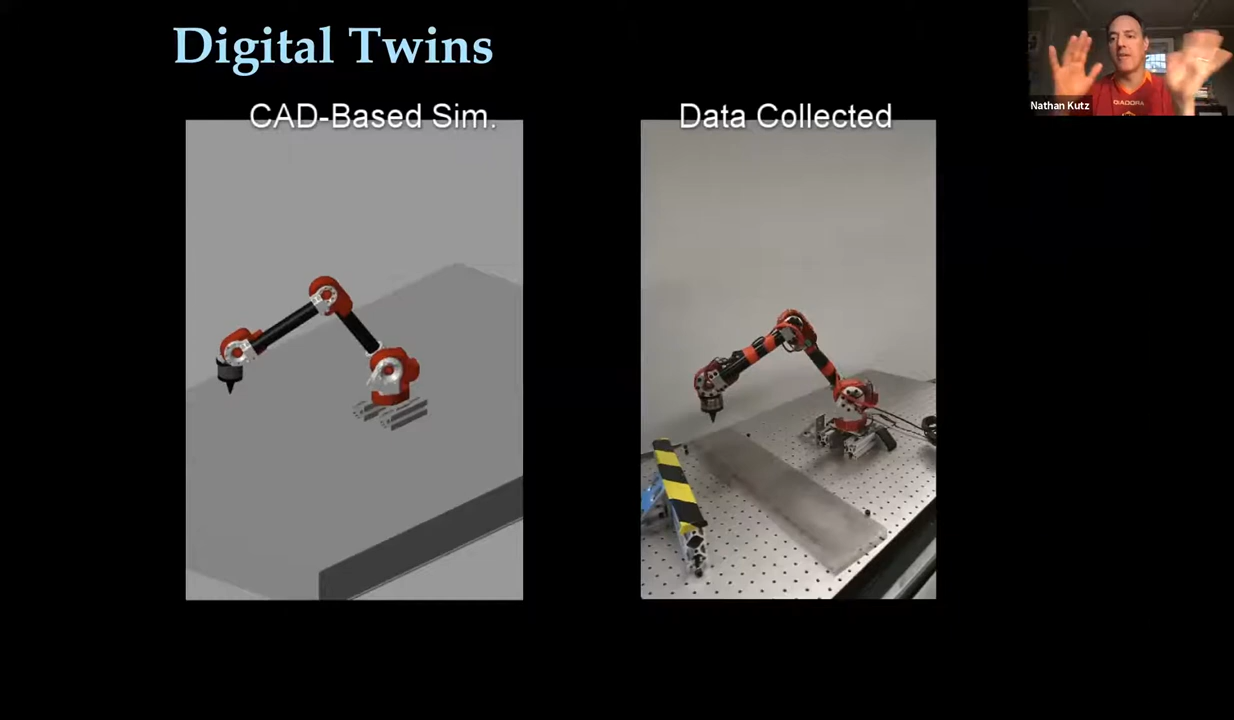 Digital Twins
CAD-Based Sim.
Data Collected
DIADORA
Nathan Kutz